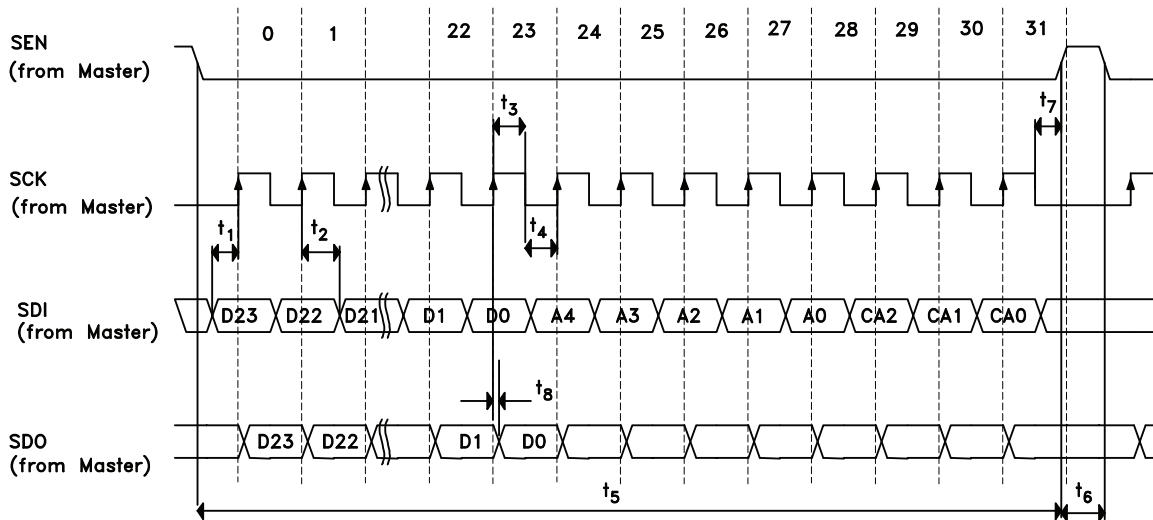 SEN
(from Master)
0 1 22 23 24 25 26 27 28 29 30 31
t3
t7
SCK
(from Master)
t1
t2
t4
SDI
(from Master)
D23 D22 D21 D1 D0 A4 A3 A2 A1 A0 CA2 CA1 CA0
t8
SDO
(from Master)
D23 D22 D1 D0
t5
t6